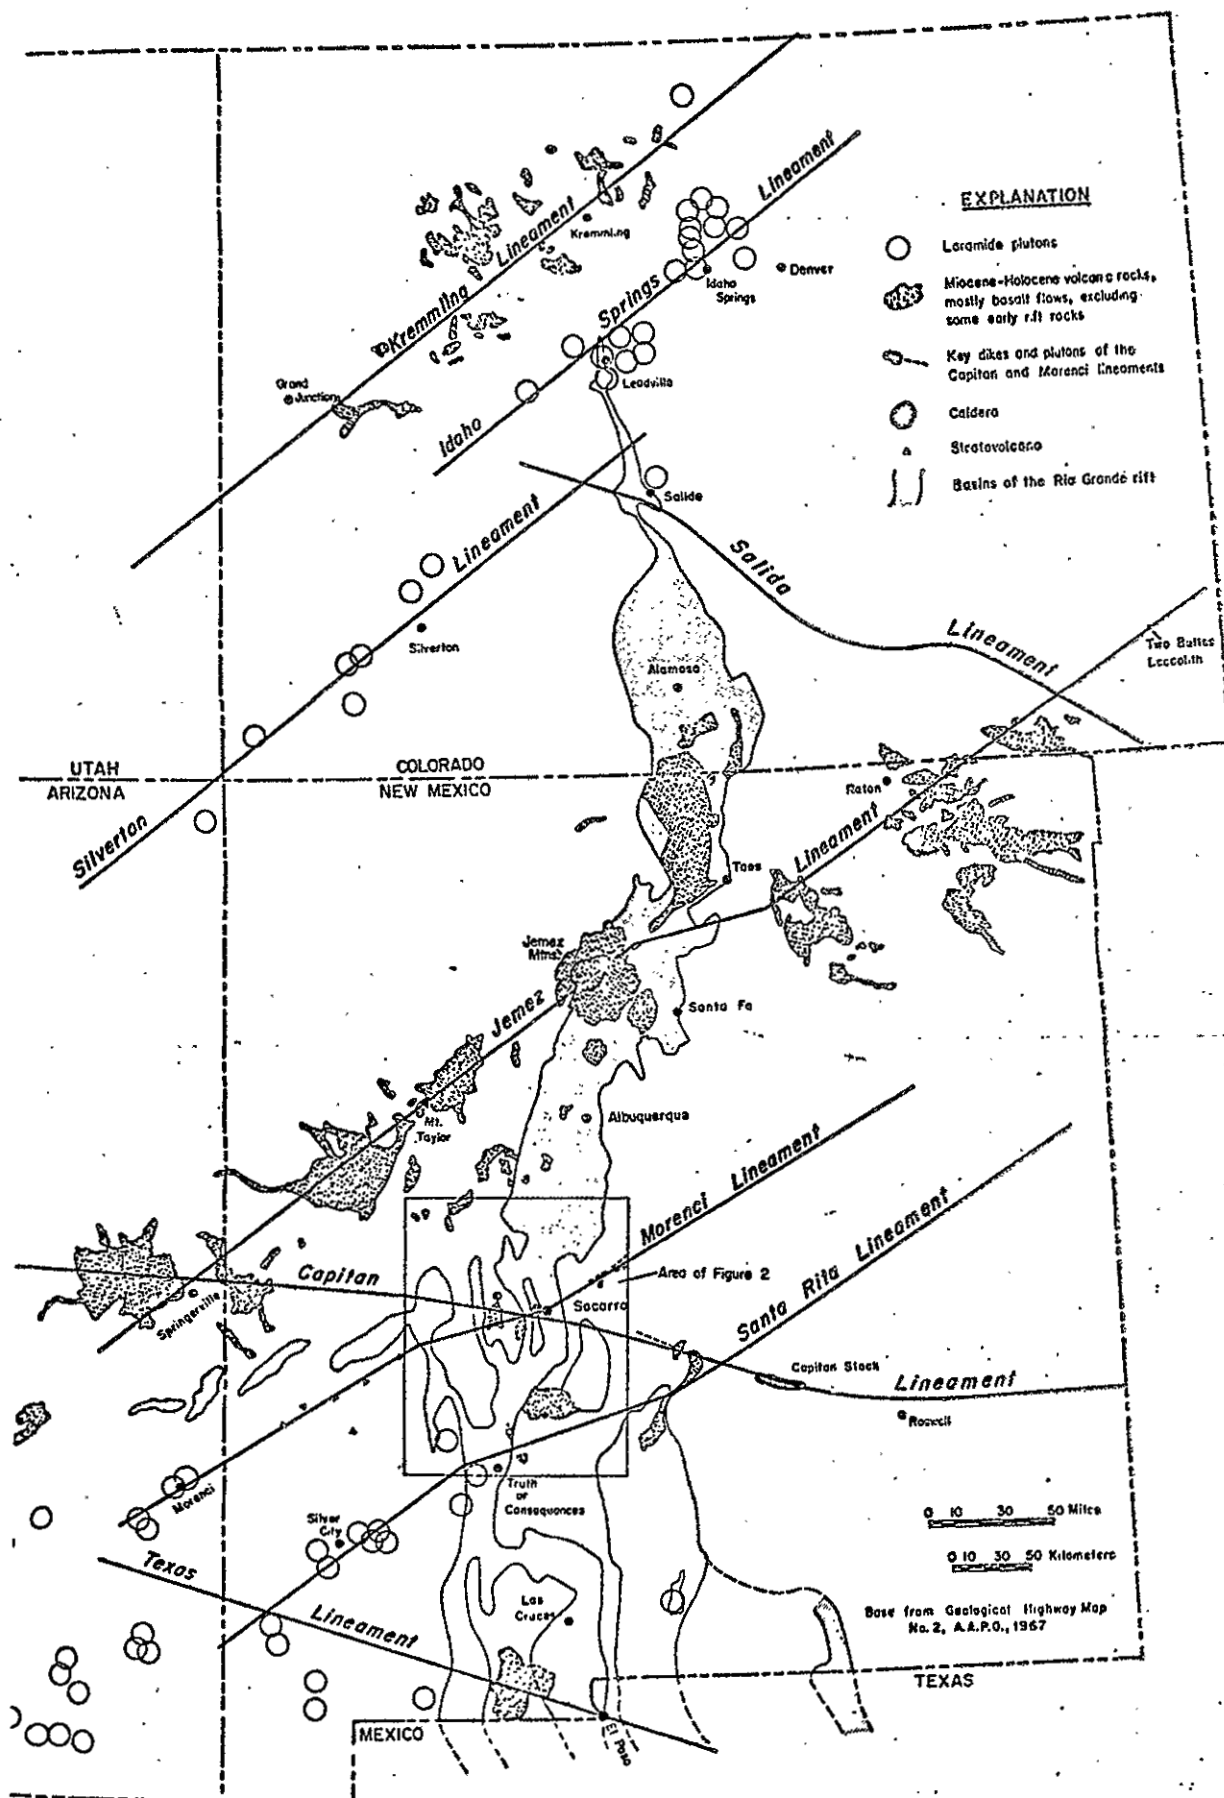 EXPLANATION
Laramide plutons
Miocene-Holocene volcanic rocks,
mostly basalt flows, excluding
some early rift rocks
Key dikes and plutons of the
Capitan and Morenci lineaments
Caldera
Stratovolcano
Basins of the Rio Grande rift
Kremmling Lineament
Kremmling
Idaho Springs Lineament
Idaho
Springs
Denver
Grand
Junction
Leadville
Salida
Salida Lineament
Silverton Lineament
Silverton
Alamosa
Two Buttes
Laccolith
UTAH
ARIZONA
COLORADO
NEW MEXICO
Raton
Taos
Jemez Lineament
Jemez
Mtns.
Santa Fe
Mt.
Taylor
Albuquerque
Morenci Lineament
Santa Rita Lineament
Area of Figure 2
Socorro
Capitan Lineament
Springerville
Capitan Stock
Roswell
Morenci
Truth
or
Consequences
Silver
City
Texas Lineament
Las
Cruces
0 10 30 50 Miles
0 10 30 50 Kilometers
Base from Geological Highway Map
No. 2, A.A.P.G., 1967
TEXAS
MEXICO
El Paso